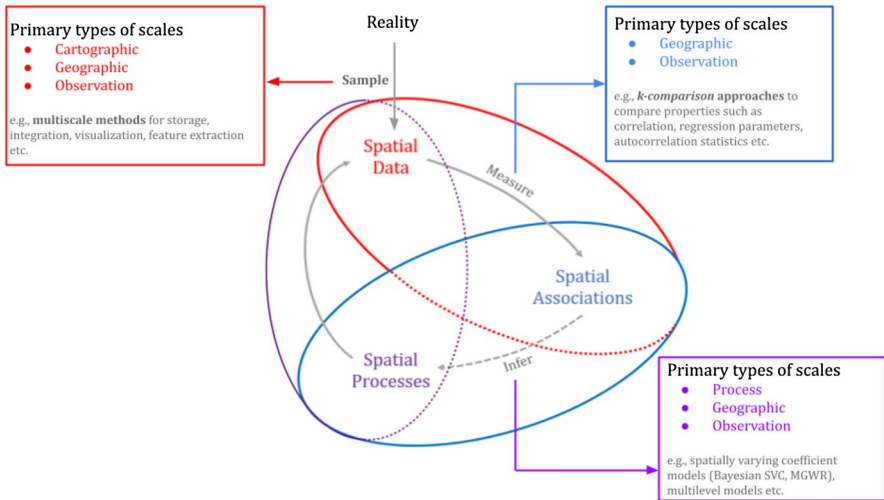 Primary types of scales
● Cartographic
● Geographic
● Observation
e.g., multiscale methods for storage,
integration, visualization, feature extraction
etc.
Reality
Sample
Primary types of scales
● Geographic
● Observation
e.g., k-comparison approaches to
compare properties such as
correlation, regression parameters,
autocorrelation statistics etc.
Spatial
Data
Measure
Spatial
Associations
Infer
Spatial
Processes
Primary types of scales
● Process
● Geographic
● Observation
e.g., spatially varying coefficient
models (Bayesian SVC, MGWR),
multilevel models etc.